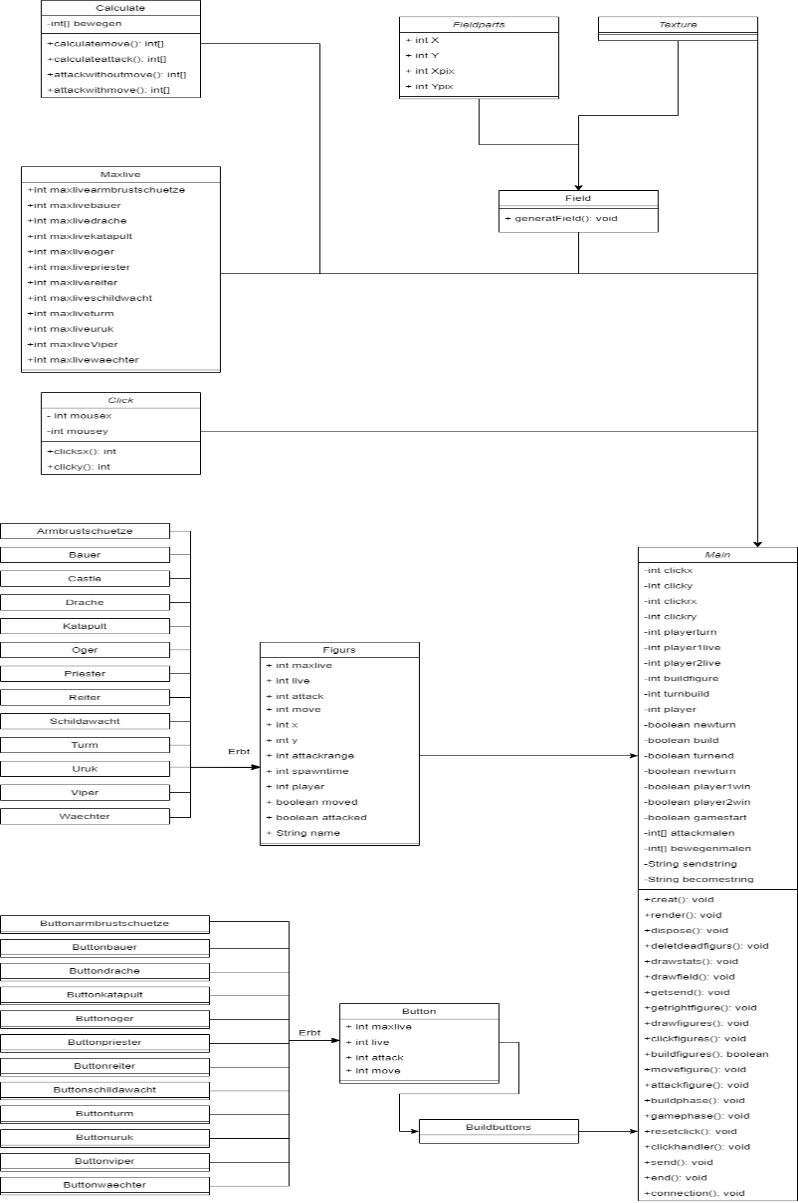 Calculate
-int[] bewegen
+calculatemove(): int[]
+calculateattack(): int[]
+attackwithoutmove(): int[]
+attackwithmove(): int[]
Fieldparts
+ int X
+ int Y
+ int Xpix
+ int Ypix
Texture
Maxlive
+int maxlivearmbrustschuetze
+int maxlivebauer
+int maxlivedrache
+int maxlivekatapult
+int maxliveoger
+int maxlivepriester
+int maxlivereiter
+int maxliveschildwacht
+int maxliveturm
+int maxliveuruk
+int maxliveViper
+int maxlivewaechter
Field
+ generatField(): void
Click
- int mousex
-int mousey
+clicksx(): int
+clicky(): int
Armbrustschuetze
Bauer
Castle
Drache
Katapult
Oger
Priester
Reiter
Schildawacht
Turm
Uruk
Viper
Waechter
Erbt
Figurs
+ int maxlive
+ int live
+ int attack
+ int move
+ int x
+ int y
+ int attackrange
+ int spawntime
+ int player
+ boolean moved
+ boolean attacked
+ String name
Main
-int clickx
-int clicky
-int clickrx
-int clickry
-int playerturn
-int player1live
-int player2live
-int buildfigure
-int turnbuild
-int player
-boolean newturn
-boolean build
-boolean turnend
-boolean newturn
-boolean player1win
-boolean player2win
-boolean gamestart
-int[] attackmalen
-int[] bewegenmalen
-String sendstring
-String becomestring
+creat(): void
+render(): void
+dispose(): void
+deletdeadfigurs(): void
+drawstats(): void
+drawfield(): void
+getsend(): void
+getrightfigure(): void
+drawfigures(): void
+clickfigures(): void
+buildfigures(): boolean
+movefigure(): void
+attackfigure(): void
+buildphase(): void
+gamephase(): void
+resetclick(): void
+clickhandler(): void
+send(): void
+end(): void
+connection(): void
Buttonarmbrustschuetze
Buttonbauer
Buttondrache
Buttonkatapult
Buttonoger
Buttonpriester
Buttonreiter
Buttonschildawacht
Buttonturm
Buttonuruk
Buttonviper
Buttonwaechter
Erbt
Button
+ int maxlive
+ int live
+ int attack
+ int move
Buildbuttons